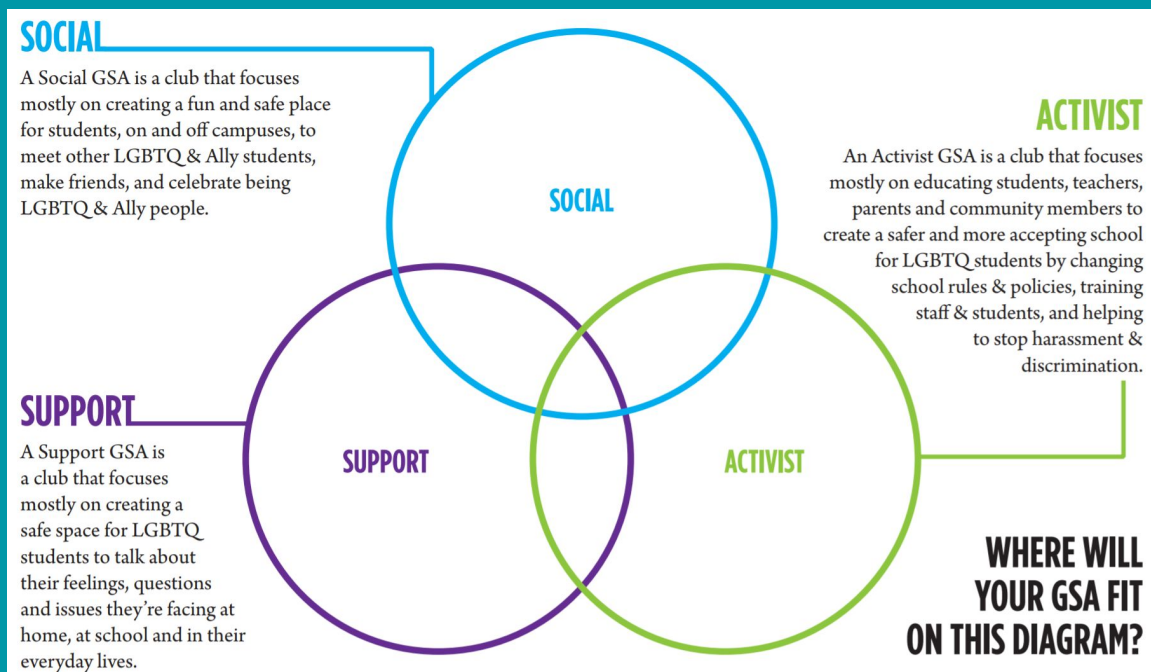 SOCIAL
A Social GSA is a club that focuses
mostly on creating a fun and safe place
for students, on and off campuses, to
meet other LGBTQ & Ally students,
make friends, and celebrate being
LGBTQ & Ally people.
SOCIAL
ACTIVIST
An Activist GSA is a club that focuses
mostly on educating students, teachers,
parents and community members to
create a safer and more accepting school
for LGBTQ students by changing
school rules & policies, training
staff & students, and helping
to stop harassment &
discrimination.
SUPPORT
A Support GSA is
a club that focuses
mostly on creating a
safe space for LGBTQ
students to talk about
their feelings, questions
and issues they’re facing at
home, at school and in their
everyday lives.
SUPPORT
ACTIVIST
WHERE WILL
YOUR GSA FIT
ON THIS DIAGRAM?